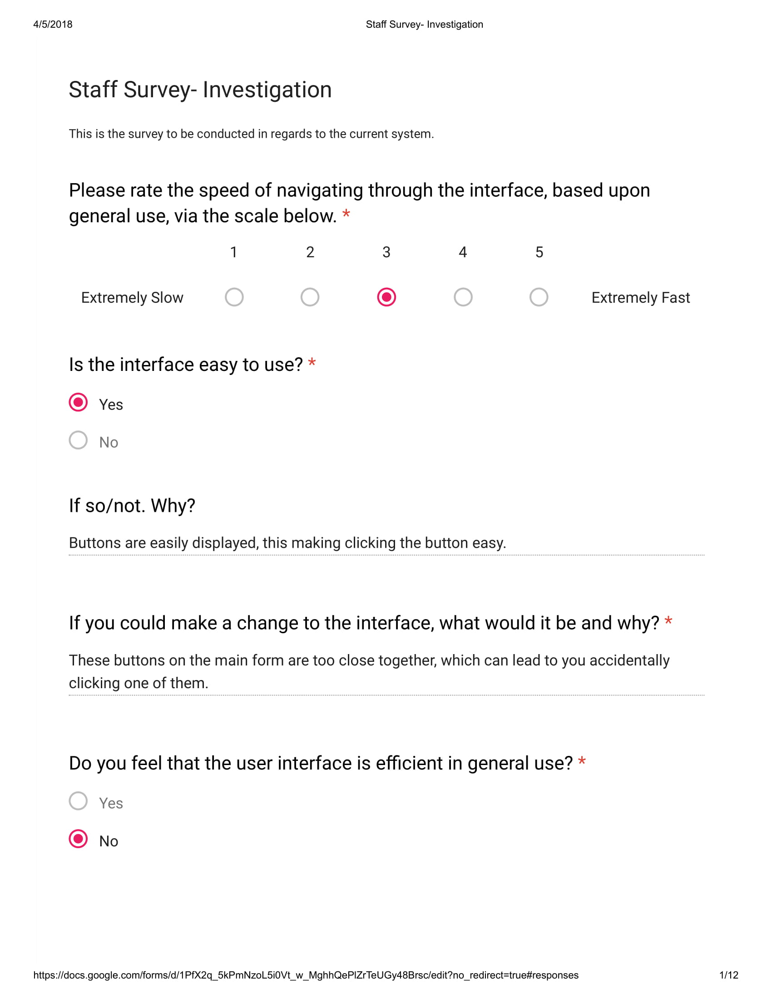 4/5/2018 Staff Survey- Investigation
Staff Survey- Investigation
This is the survey to be conducted in regards to the current system.
Please rate the speed of navigating through the interface, based upon
general use, via the scale below. *
1 2 3 4 5
Extremely Slow Extremely Fast
Is the interface easy to use? *
Yes
No
If so/not. Why?
Buttons are easily displayed, this making clicking the button easy.
If you could make a change to the interface, what would it be and why? *
These buttons on the main form are too close together, which can lead to you accidentally
clicking one of them.
Do you feel that the user interface is efficient in general use? *
Yes
No
https://docs.google.com/forms/d/1PfX2q_5kPmNzoL5i0Vt_w_MghhQePlZrTeUGy48Brsc/edit?no_redirect=true#responses 1/12